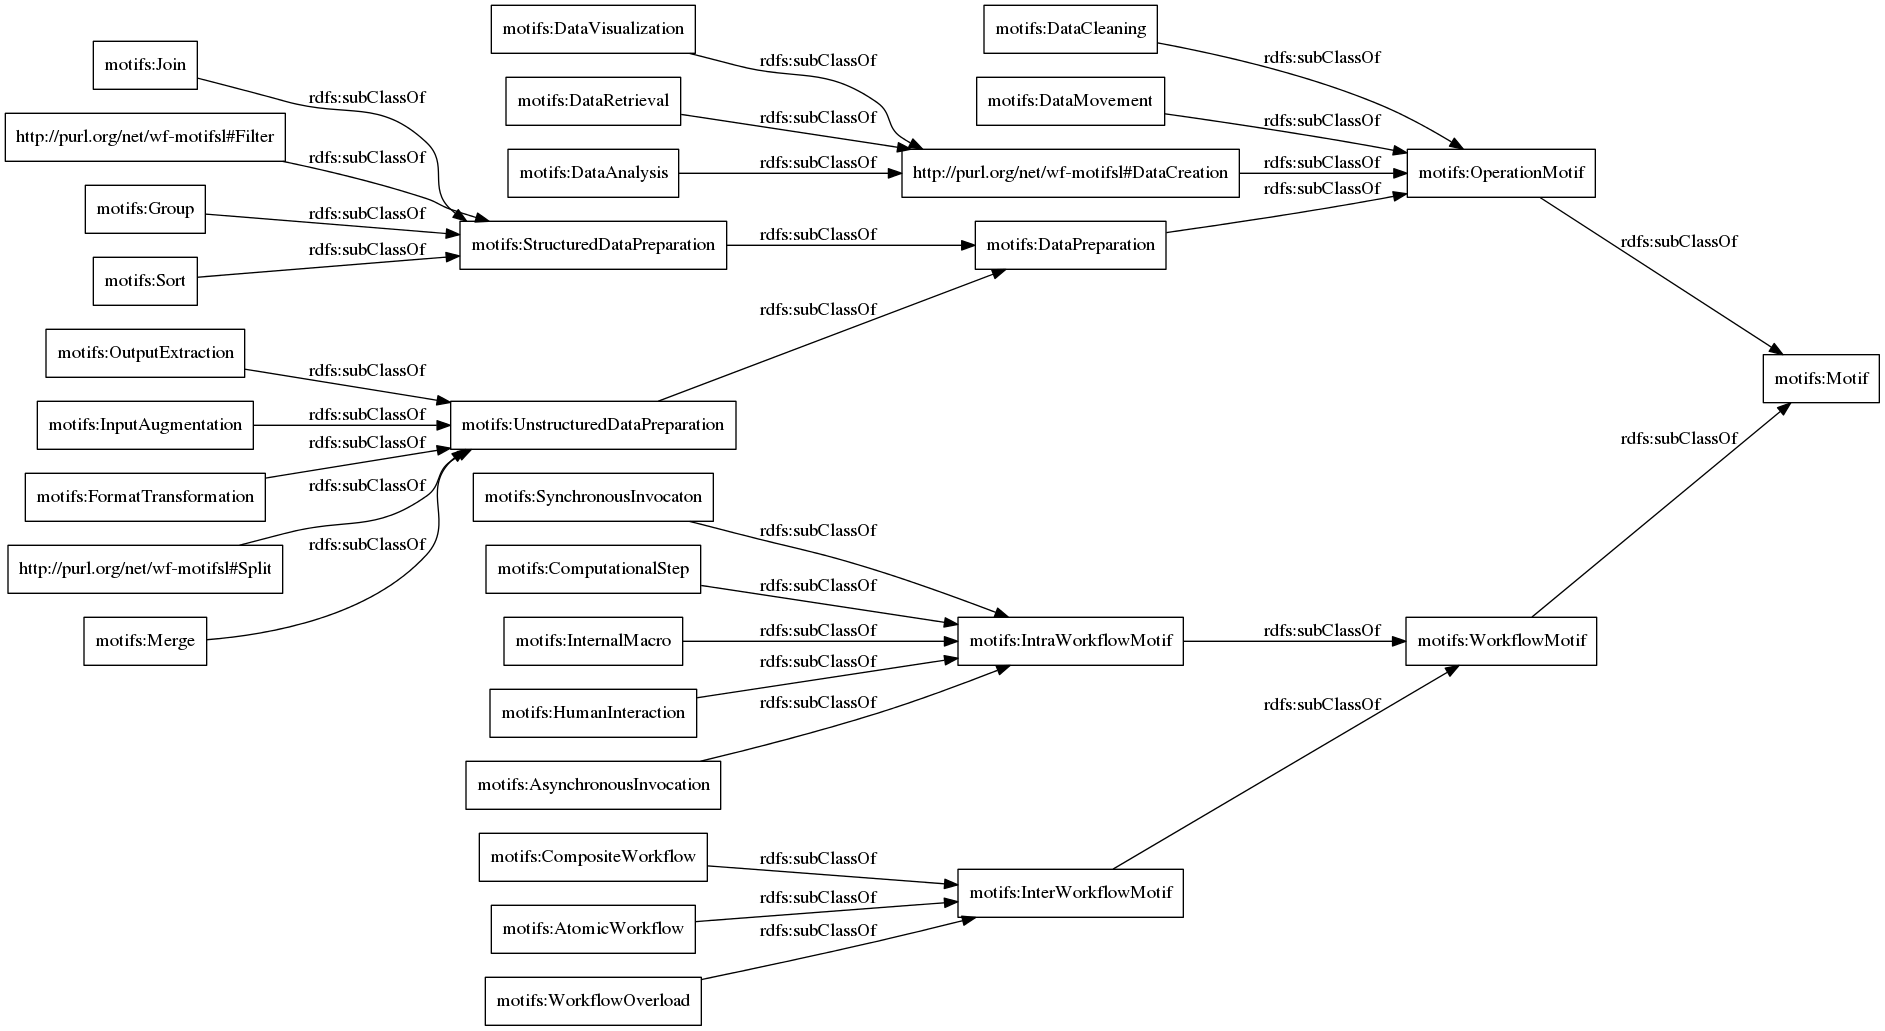 motifs:DataVisualization
motifs:DataCleaning
motifs:Join
rdfs:subClassOf
rdfs:subClassOf
rdfs:subClassOf
motifs:DataRetrieval
motifs:DataMovement
http://purl.org/net/wf-motifsl#Filter
rdfs:subClassOf
rdfs:subClassOf
rdfs:subClassOf
motifs:DataAnalysis
rdfs:subClassOf
http://purl.org/net/wf-motifsl#DataCreation
rdfs:subClassOf
motifs:OperationMotif
motifs:Group
rdfs:subClassOf
rdfs:subClassOf
motifs:StructuredDataPreparation
rdfs:subClassOf
motifs:DataPreparation
rdfs:subClassOf
motifs:Sort
rdfs:subClassOf
rdfs:subClassOf
motifs:OutputExtraction
rdfs:subClassOf
motifs:Motif
motifs:InputAugmentation
rdfs:subClassOf
motifs:UnstructuredDataPreparation
rdfs:subClassOf
rdfs:subClassOf
motifs:FormatTransformation
rdfs:subClassOf
motifs:SynchronousInvocaton
rdfs:subClassOf
http://purl.org/net/wf-motifsl#Split
rdfs:subClassOf
motifs:ComputationalStep
rdfs:subClassOf
motifs:Merge
motifs:InternalMacro
rdfs:subClassOf
motifs:IntraWorkflowMotif
rdfs:subClassOf
motifs:WorkflowMotif
rdfs:subClassOf
motifs:HumanInteraction
rdfs:subClassOf
rdfs:subClassOf
motifs:AsynchronousInvocation
motifs:CompositeWorkflow
rdfs:subClassOf
motifs:InterWorkflowMotif
motifs:AtomicWorkflow
rdfs:subClassOf
rdfs:subClassOf
motifs:WorkflowOverload